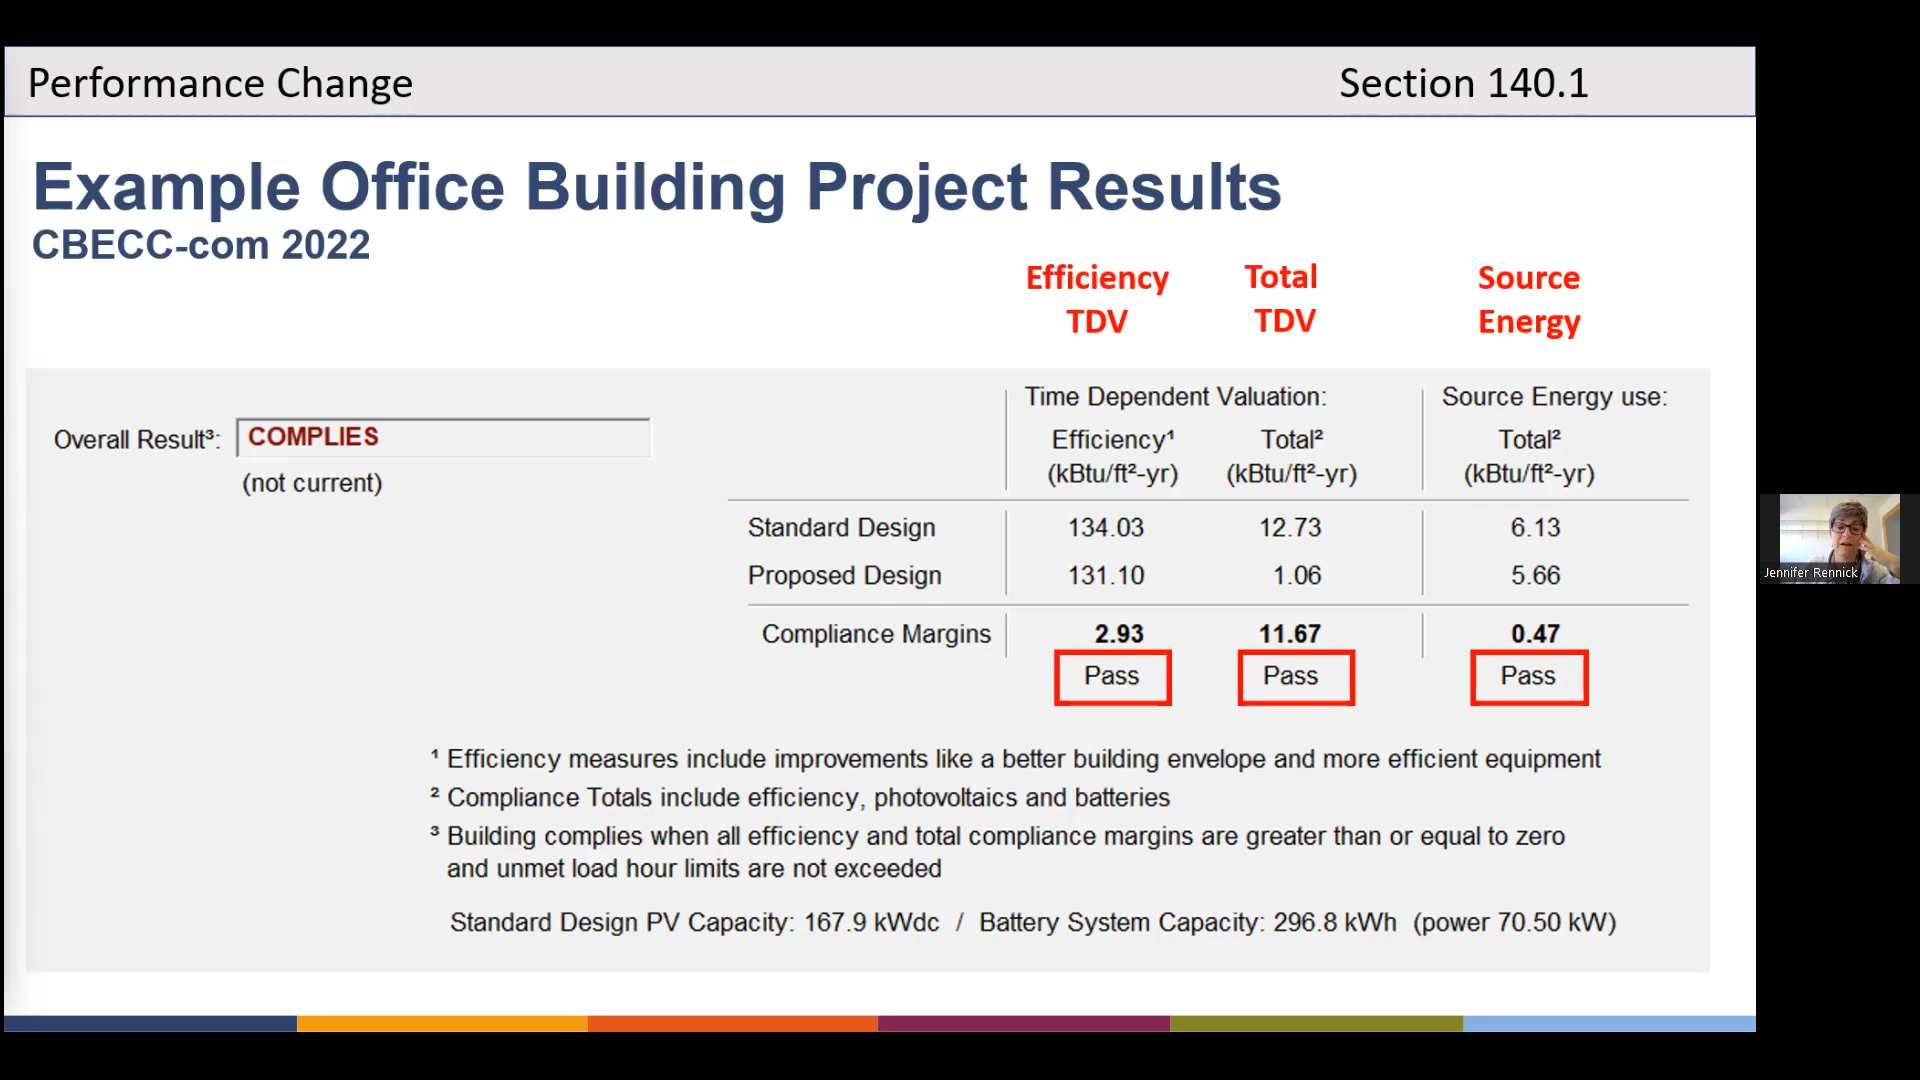 Performance Change Section 140.1
Example Office Building Project Results
CBECC-com 2022
Efficiency Total Source
TDV TDV Energy
Time Dependent Valuation: Source Energy use:
Overall Result³: COMPLIES
Efficiency¹ Total² Total²
(not current)
(kBtu/ft²-yr) (kBtu/ft²-yr) (kBtu/ft²-yr)
Standard Design 134.03 12.73 6.13
Proposed Design 131.10 1.06 5.66
Compliance Margins 2.93 11.67 0.47
Pass Pass Pass
¹ Efficiency measures include improvements like a better building envelope and more efficient equipment
² Compliance Totals include efficiency, photovoltaics and batteries
³ Building complies when all efficiency and total compliance margins are greater than or equal to zero
and unmet load hour limits are not exceeded
Standard Design PV Capacity: 167.9 kWdc / Battery System Capacity: 296.8 kWh (power 70.50 kW)
Jennifer Rennick